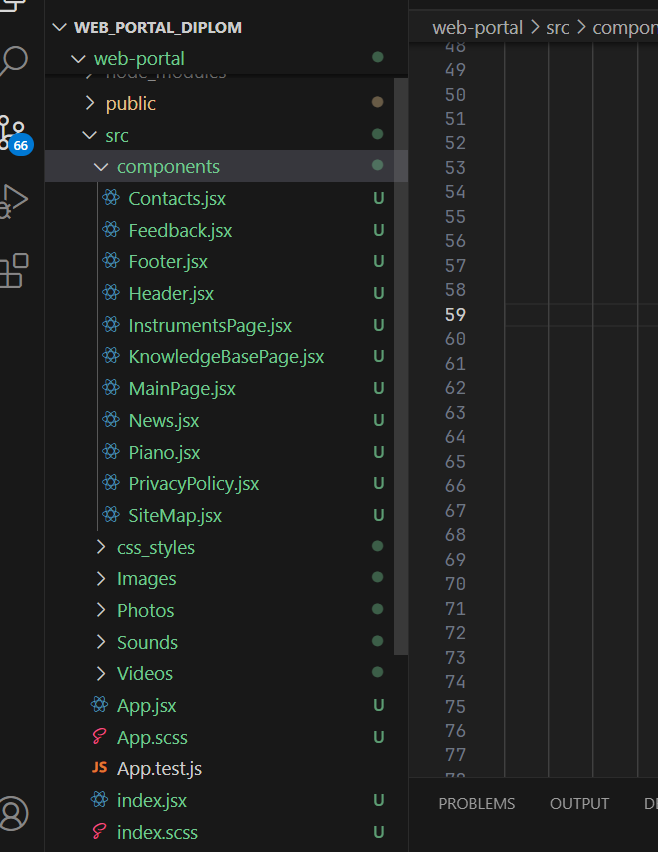 WEB_PORTAL_DIPLOM
web-portal
node_modules
public
src
components
Contacts.jsx U
Feedback.jsx U
Footer.jsx U
Header.jsx U
InstrumentsPage.jsx U
KnowledgeBasePage.jsx U
MainPage.jsx U
News.jsx U
Piano.jsx U
PrivacyPolicy.jsx U
SiteMap.jsx U
css_styles
Images
Photos
Sounds
Videos
App.jsx U
App.scss U
JS App.test.js
index.jsx U
index.scss U
66
web-portal > src > compon
48
49
50
51
52
53
54
55
56
57
58
59
60
61
62
63
64
65
66
67
68
69
70
71
72
73
74
75
76
77
PROBLEMS OUTPUT